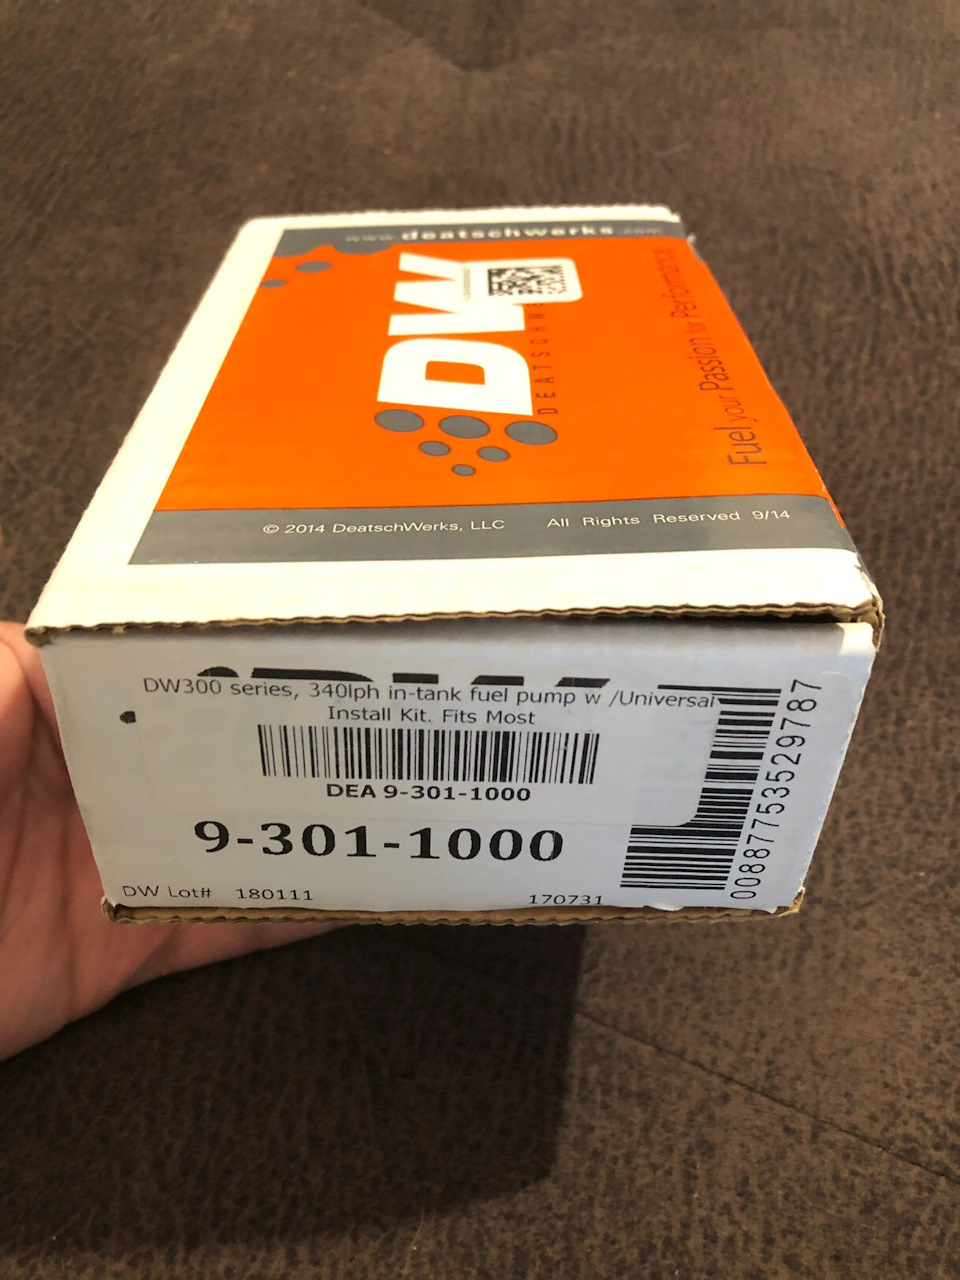 www.deatschwerks.com
DW
DEATSCHWE
Fuel your Passion for Performance
© 2014 DeatschWerks, LLC All Rights Reserved 9/14
DW300 series, 340lph in-tank fuel pump w /Universal
Install Kit. Fits Most
DEA 9-301-1000
9-301-1000
DW Lot# 180111 170731
00887753529787